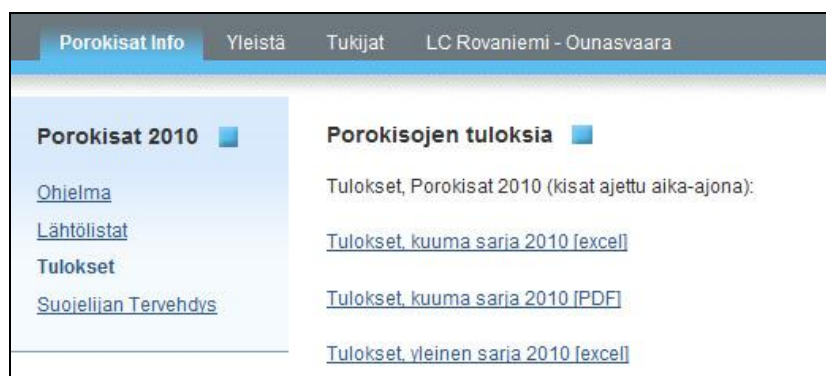 Porokisat Info Yleistä Tukijat LC Rovaniemi - Ounasvaara
Porokisat 2010
Ohjelma
Lähtölistat
Tulokset
Suojelijan Tervehdys
Porokisojen tuloksia
Tulokset, Porokisat 2010 (kisat ajettu aika-ajona):
Tulokset, kuuma sarja 2010 [excel]
Tulokset, kuuma sarja 2010 [PDF]
Tulokset, yleinen sarja 2010 [excel]